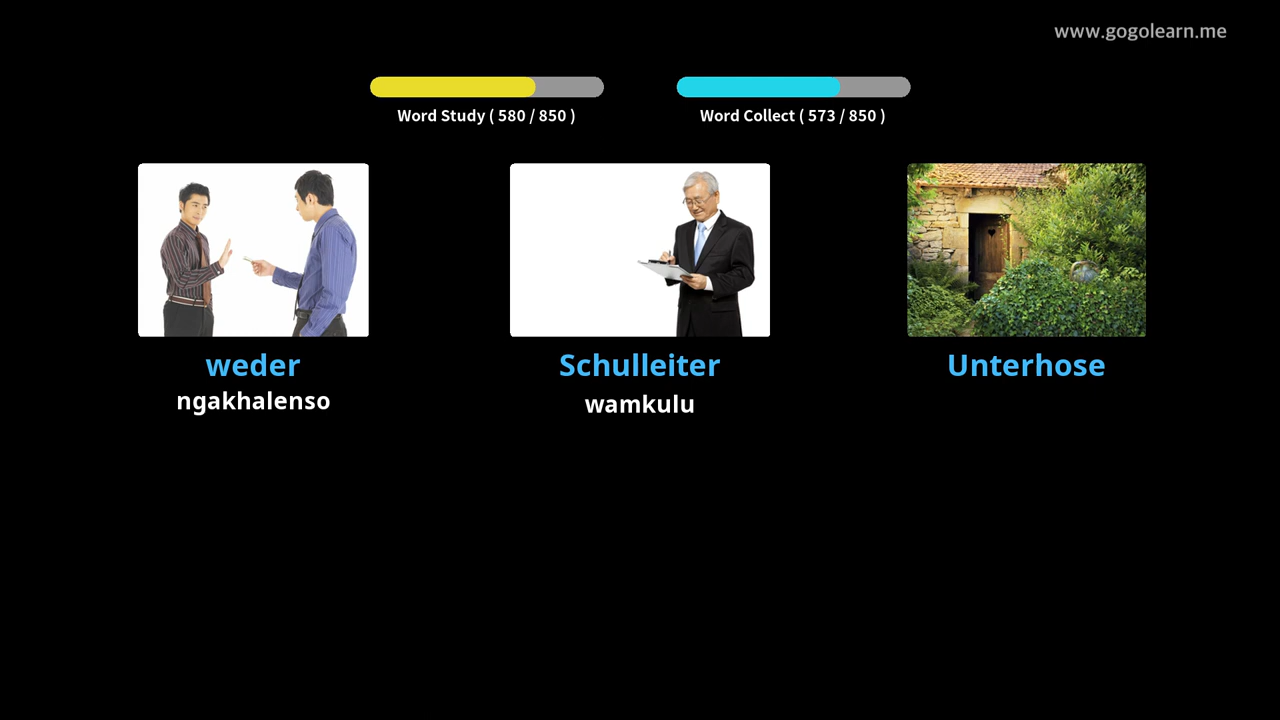 www.gogolearn.me
Word Study ( 580 / 850 )
Word Collect ( 573 / 850 )
weder
ngakhalenso
Schulleiter
wamkulu
Unterhose